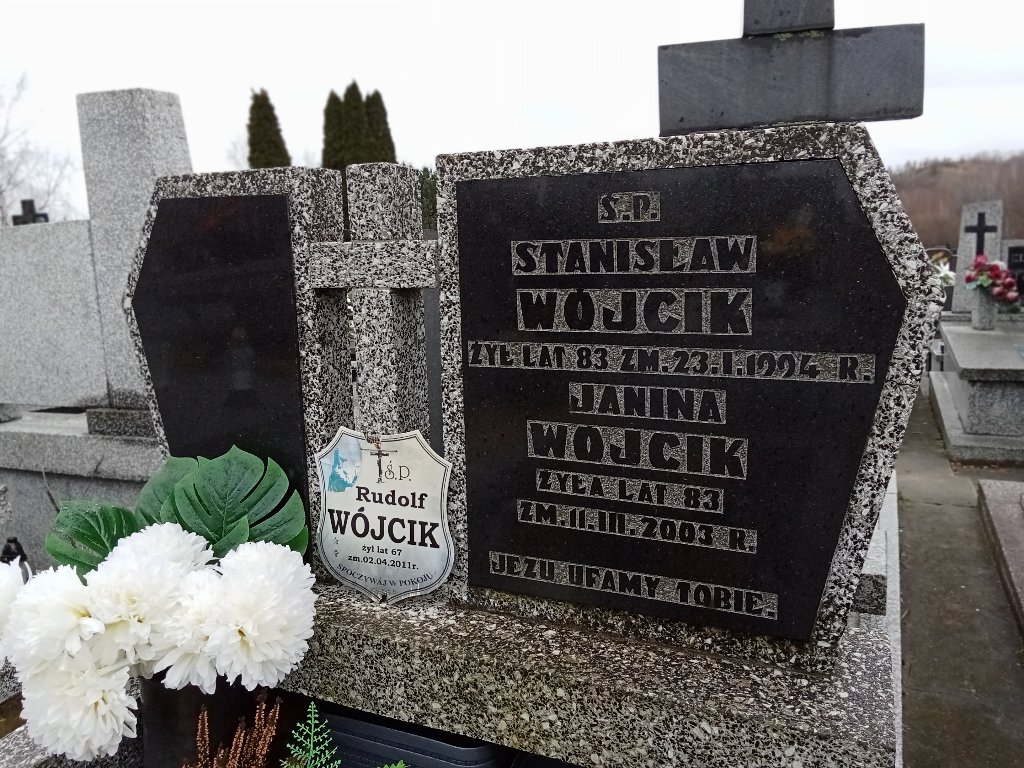 Ś.P.
Rudolf
WÓJCIK
żył lat 67
zm.02.04.2011r.
SPOCZYWAJ W POKOJU
Ś.P.
STANISŁAW
WÓJCIK
ŻYŁ LAT 83 ZM.23.I.1994 R.
JANINA
WÓJCIK
ŻYŁA LAT 83
ZM.11.III.2003 R.
JEZU UFAMY TOBIE.